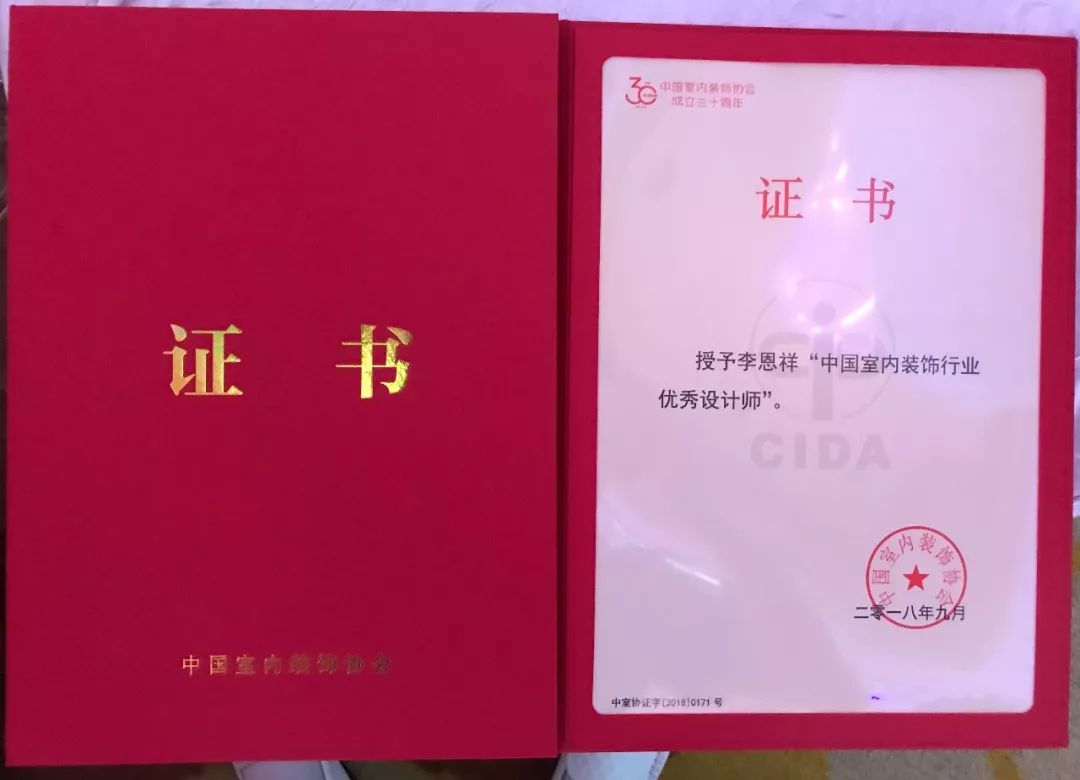 证书
中国室内装饰协会
30
中国室内装饰协会
成立三十周年
证书
授予李恩祥“中国室内装饰行业
优秀设计师”。
CIDA
中国室内装饰协会
二零一八年九月
中室协证字[2018]0171号